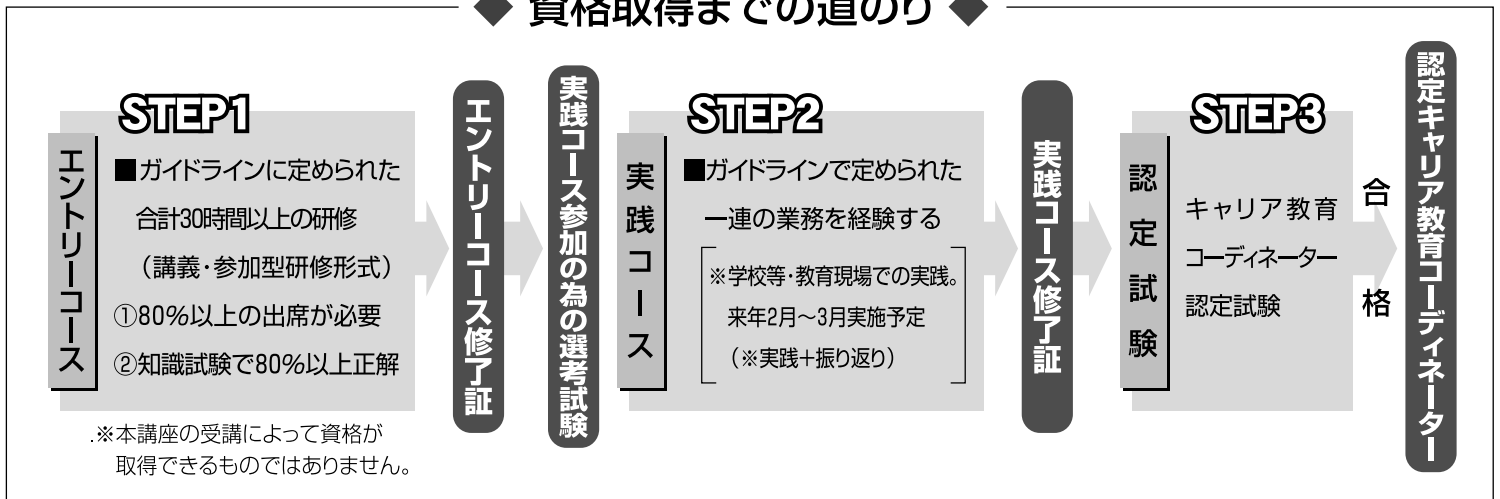 ◆ 資格取得までの道のり ◆
STEP1
エントリーコース
■ガイドラインに定められた
合計30時間以上の研修
（講義・参加型研修形式）
①80％以上の出席が必要
②知識試験で80％以上正解
.※本講座の受講によって資格が
取得できるものではありません。
エントリーコース修了証
実践コース参加の為の選考試験
STEP2
実践コース
■ガイドラインで定められた
一連の業務を経験する
※学校等・教育現場での実践。
来年2月～3月実施予定
（※実践＋振り返り）
実践コース修了証
STEP3
認定試験
キャリア教育
コーディネーター
認定試験
合格
認定キャリア教育コーディネーター